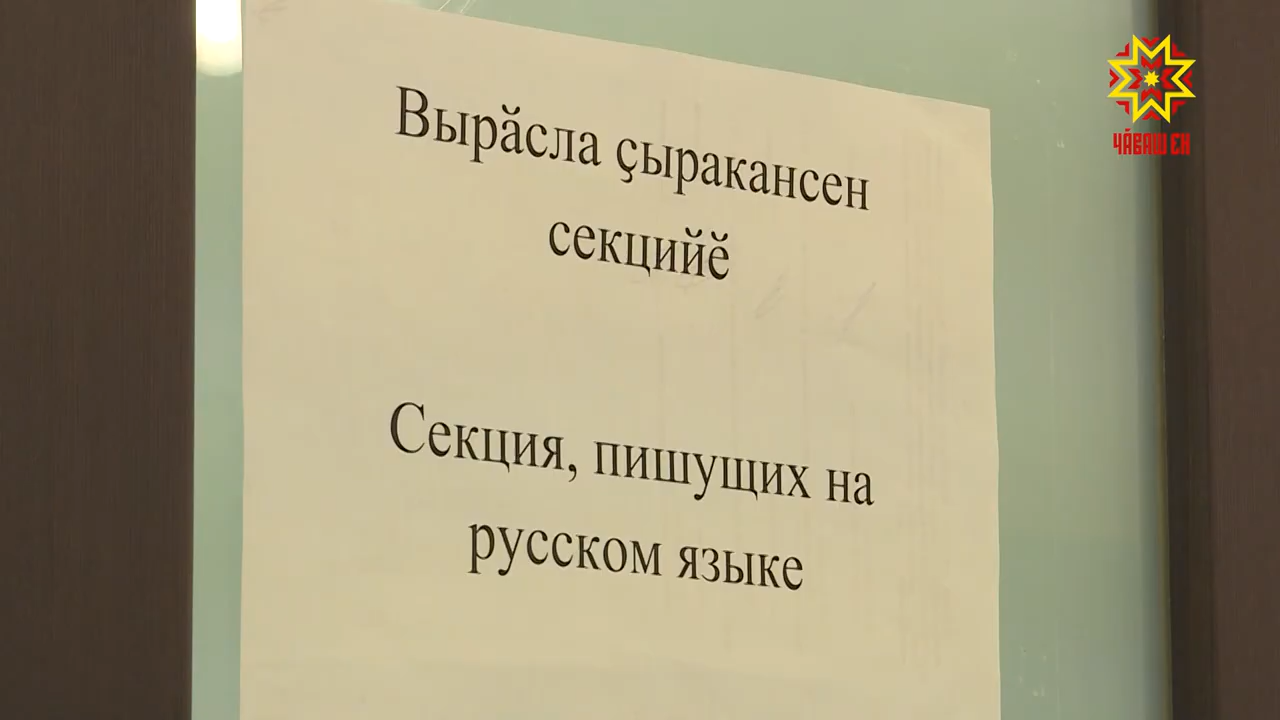 Вырӑсла ҫыракансен
секцийӗ
Секция, пишущих на
русском языке
ЧӐВАШ ЕН